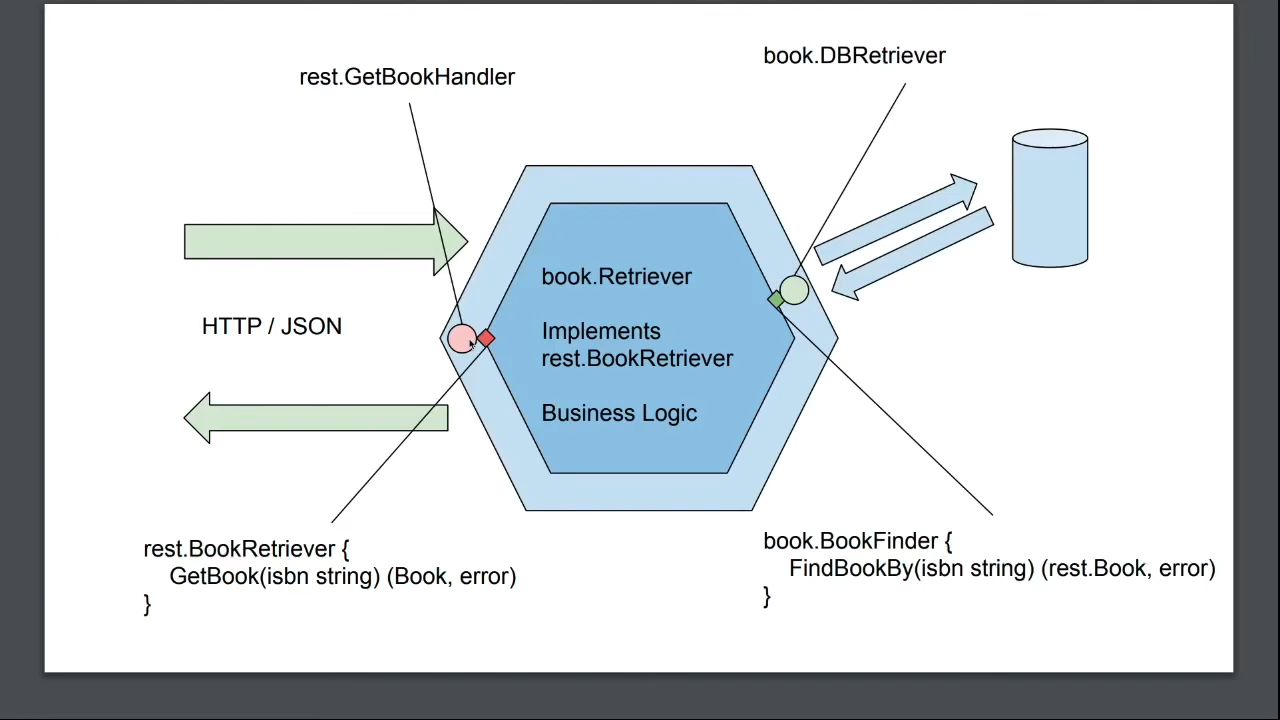 rest.GetBookHandler
book.DBRetriever
HTTP / JSON
book.Retriever
Implements
rest.BookRetriever
Business Logic
rest.BookRetriever {
GetBook(isbn string) (Book, error)
}
book.BookFinder {
FindBookBy(isbn string) (rest.Book, error)
}